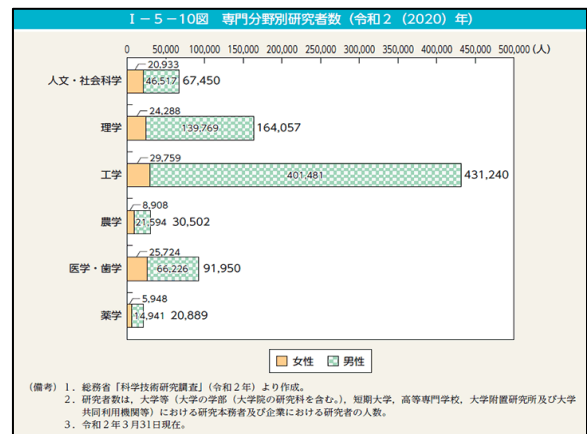 Ⅰ-5-10図 専門分野別研究者数(令和2(2020)年)
0 50,000 100,000 150,000 200,000 250,000 300,000 350,000 400,000 450,000 500,000(人)
20,933
人文・社会科学 46,517 67,450
24,288
理学 139,769 164,057
29,759
工学 401,481 431,240
8,908
農学 21,594 30,502
25,724
医学・歯学 66,226 91,950
5,948
薬学 14,941 20,889
女性 男性
(備考)1.総務省「科学技術研究調査」(令和2年)より作成。
2.研究者数は,大学等(大学の学部(大学院の研究科を含む。),短期大学,高等専門学校,大学附置研究所及び大学
共同利用機関等)における研究本務者及び企業における研究者の人数。
3.令和2年3月31日現在。